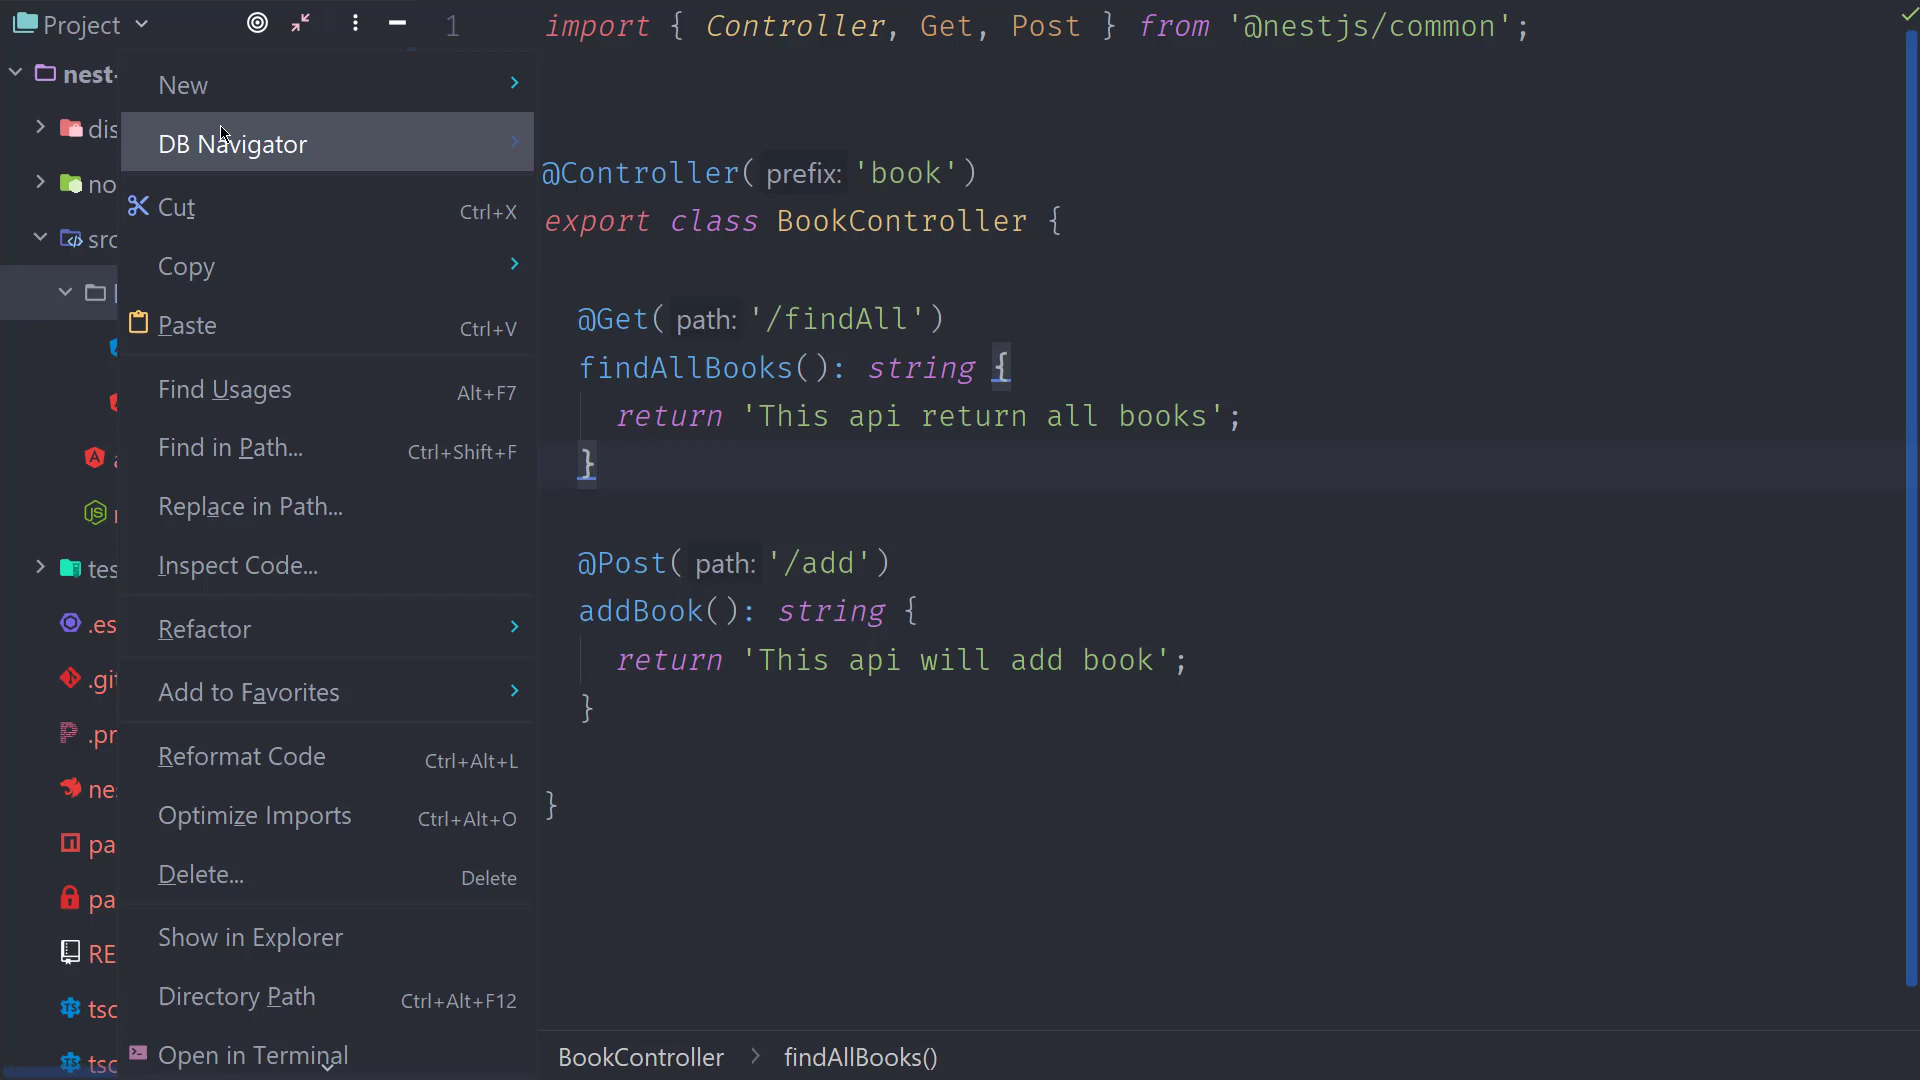 Project
1
import { Controller, Get, Post } from '@nestjs/common';
nest-
New
dis
DB Navigator
no
Cut Ctrl+X
src
Copy
Paste Ctrl+V
Find Usages Alt+F7
Find in Path... Ctrl+Shift+F
Replace in Path...
Inspect Code...
tes
Refactor
.es
.git
Add to Favorites
.pr
Reformat Code Ctrl+Alt+L
nes
Optimize Imports Ctrl+Alt+O
pa
Delete... Delete
pa
Show in Explorer
RE
Directory Path Ctrl+Alt+F12
tsc
Open in Terminal
tsc
@Controller( prefix: 'book')
export class BookController {
@Get( path: '/findAll')
findAllBooks(): string {
return 'This api return all books';
}
@Post( path: '/add')
addBook(): string {
return 'This api will add book';
}
}
BookController > findAllBooks()